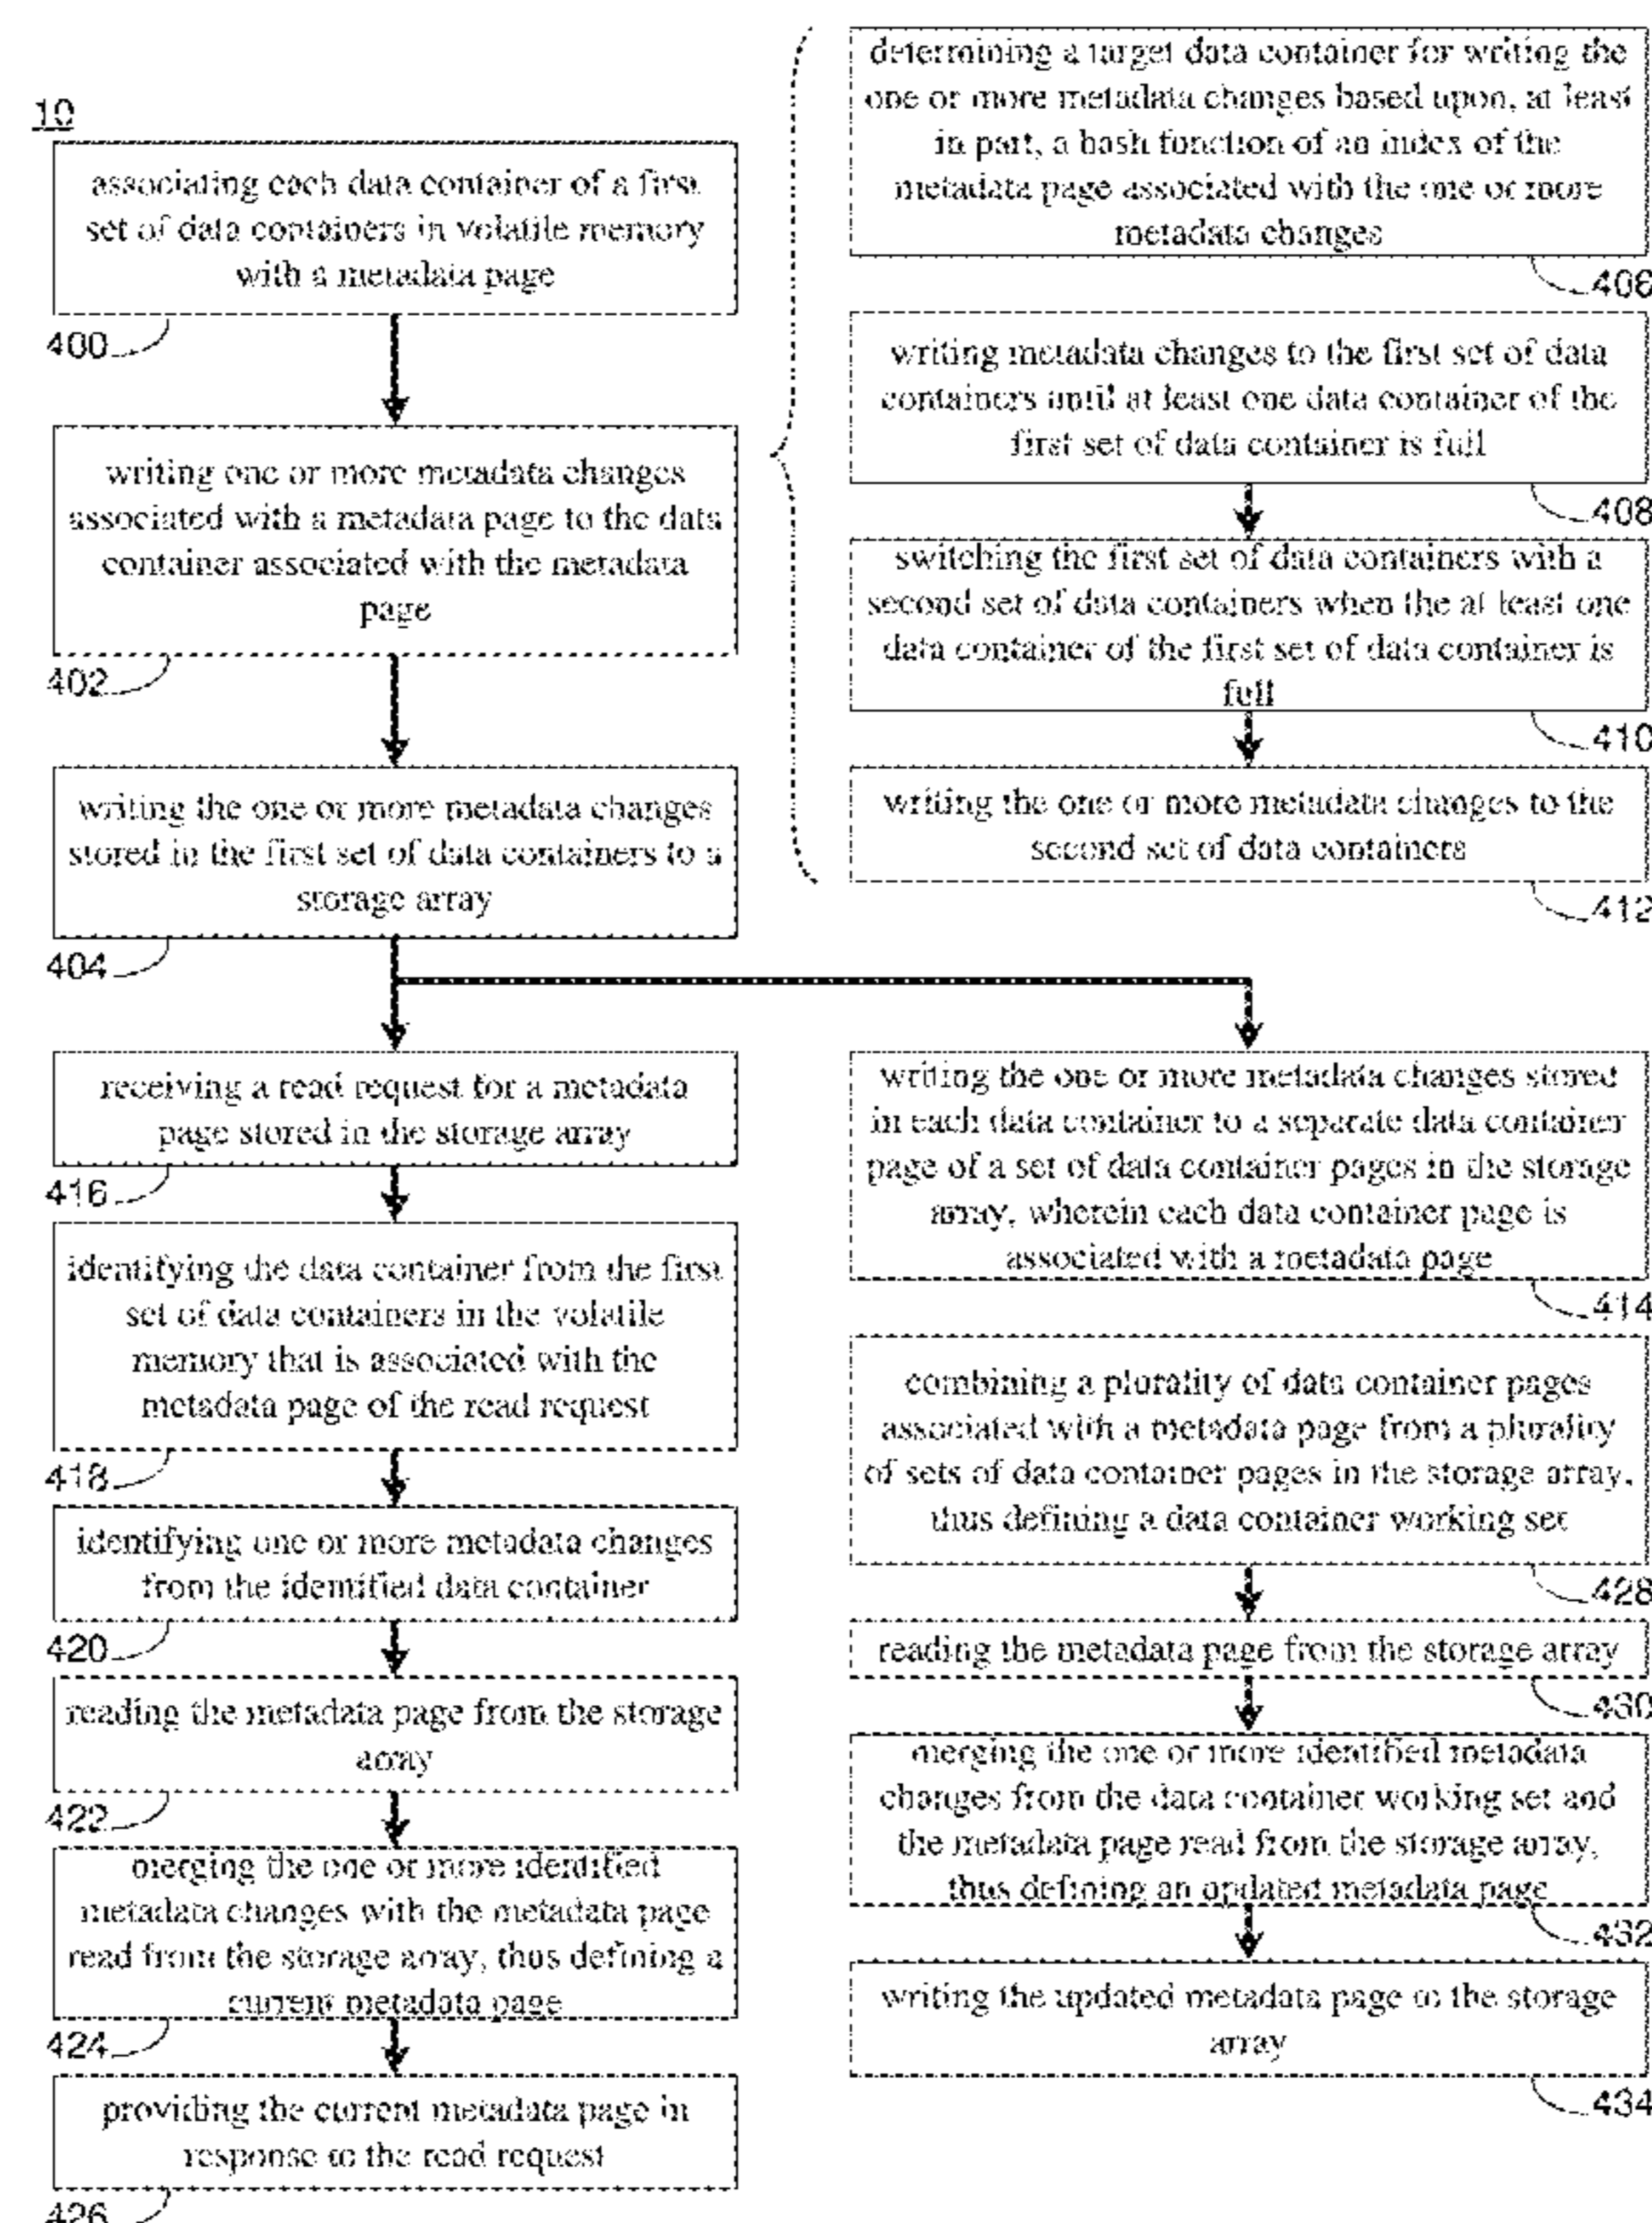 10
associating each data container of a first
set of data containers in volatile memory
with a metadata page
400
writing one or more metadata changes
associated with a metadata page to the data
container associated with the metadata
page
402
writing the one or more metadata changes
stored in the first set of data containers to a
storage array
404
determining a target data container for writing the
one or more metadata changes based upon, at least
in part, a hash function of an index of the
metadata page associated with the one or more
metadata changes
406
writing metadata changes to the first set of data
containers until at least one data container of the
first set of data container is full
408
switching the first set of data containers with a
second set of data containers when the at least one
data container of the first set of data container is
full
410
writing the one or more metadata changes to the
second set of data containers
412
receiving a read request for a metadata
page stored in the storage array
416
identifying the data container from the first
set of data containers in the volatile
memory that is associated with the
metadata page of the read request
418
identifying one or more metadata changes
from the identified data container
420
reading the metadata page from the storage
array
422
merging the one or more identified
metadata changes with the metadata page
read from the storage array, thus defining a
current metadata page
424
providing the current metadata page in
response to the read request
426
writing the one or more metadata changes stored
in each data container to a separate data container
page of a set of data container pages in the storage
array, wherein each data container page is
associated with a metadata page
414
combining a plurality of data container pages
associated with a metadata page from a plurality
of sets of data container pages in the storage array,
thus defining a data container working set
428
reading the metadata page from the storage array
430
merging the one or more identified metadata
changes from the data container working set and
the metadata page read from the storage array,
thus defining an updated metadata page
432
writing the updated metadata page to the storage
array
434